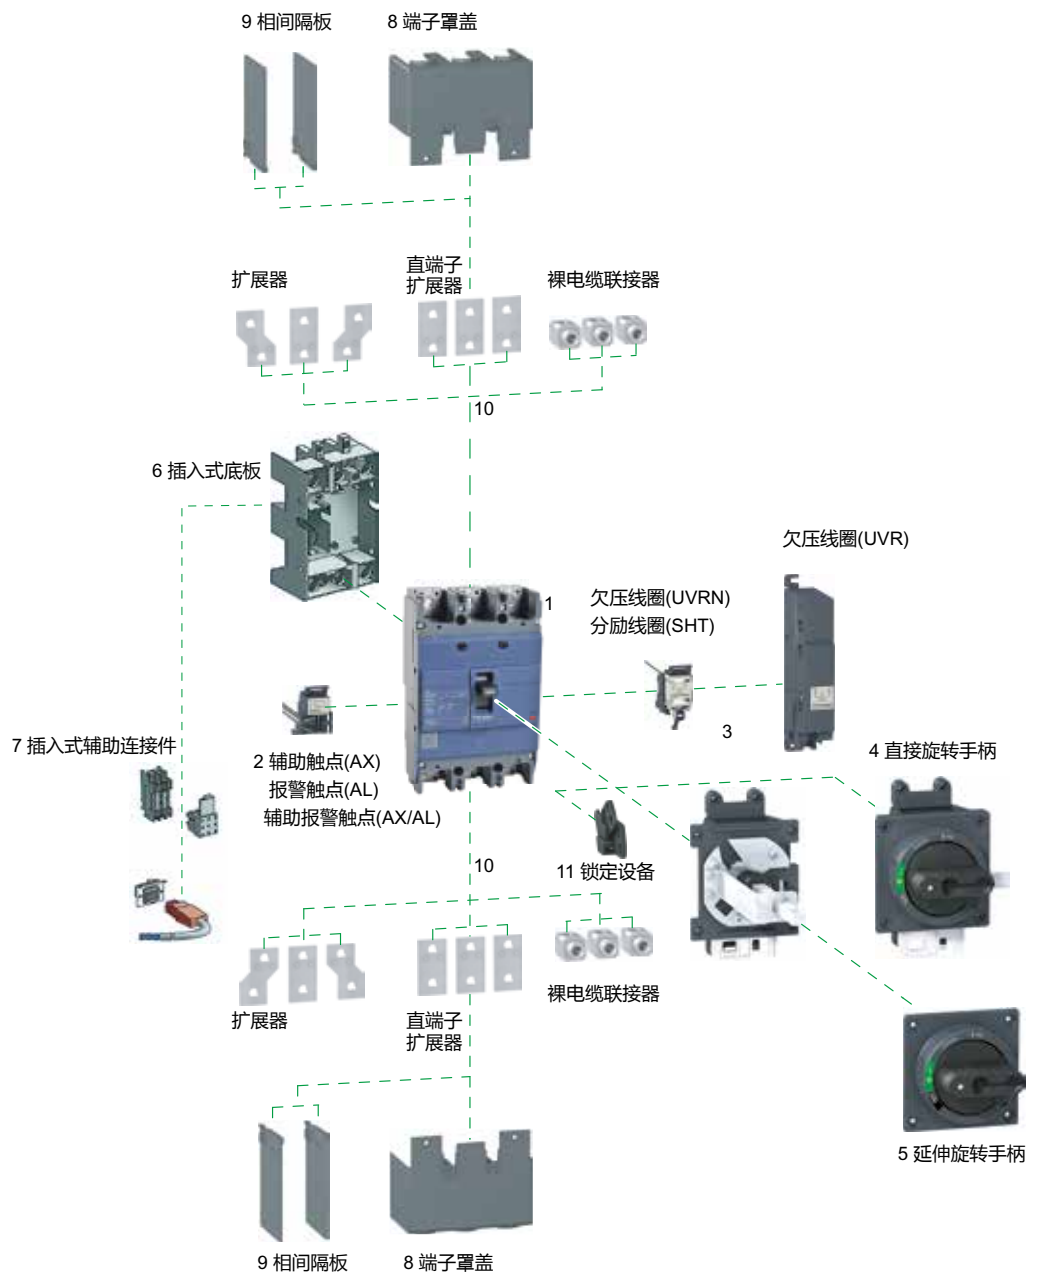 9 相间隔板
8 端子罩盖
扩展器
直端子
扩展器
裸电缆联接器
10
6 插入式底板
欠压线圈(UVR)
1
欠压线圈(UVRN)
分励线圈(SHT)
3
7 插入式辅助连接件
2 辅助触点(AX)
报警触点(AL)
辅助报警触点(AX/AL)
4 直接旋转手柄
10
11 锁定设备
扩展器
直端子
扩展器
裸电缆联接器
5 延伸旋转手柄
9 相间隔板
8 端子罩盖